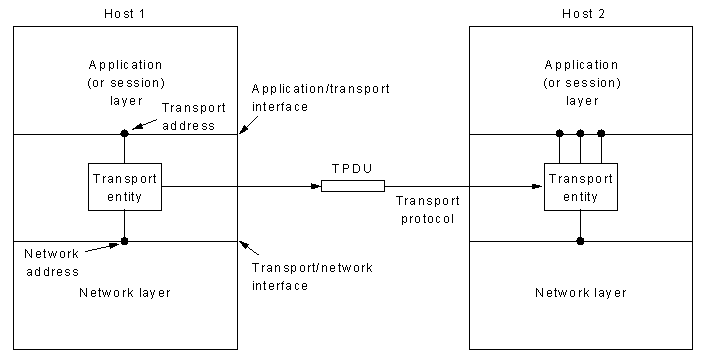 Host 1
Host 2
Application
(or session)
layer
Transport
address
Application/transport
interface
Application
(or session)
layer
Transport
entity
TPDU
Transport
protocol
Transport
entity
Network
address
Transport/network
interface
Network layer
Network layer